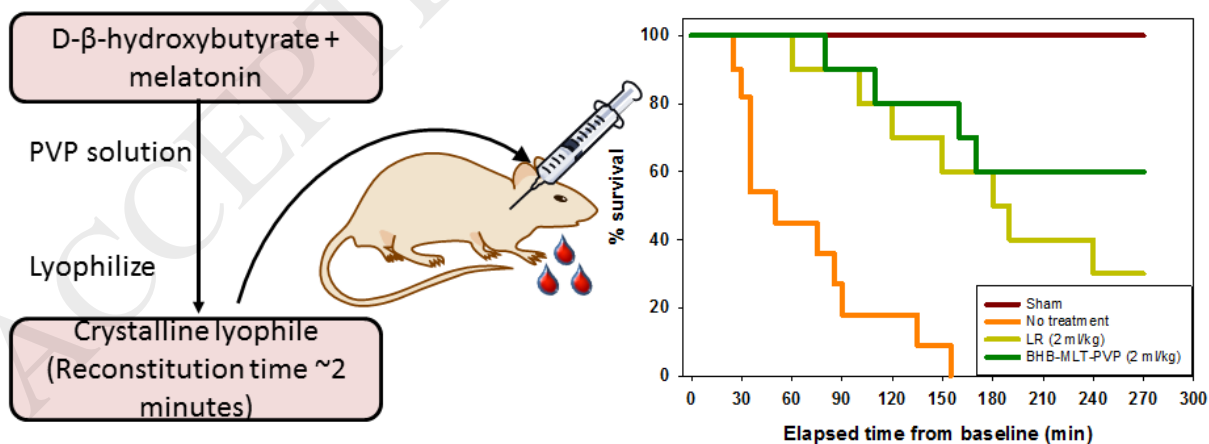 D-β-hydroxybutyrate +
melatonin
PVP solution
Lyophilize
Crystalline lyophile
(Reconstitution time ~2
minutes)
ACCEPT
% survival
100
80
60
40
20
0
0 30 60 90 120 150 180 210 240 270 300
Elapsed time from baseline (min)
Sham
No treatment
LR (2 ml/kg)
BHB-MLT-PVP (2 ml/kg)